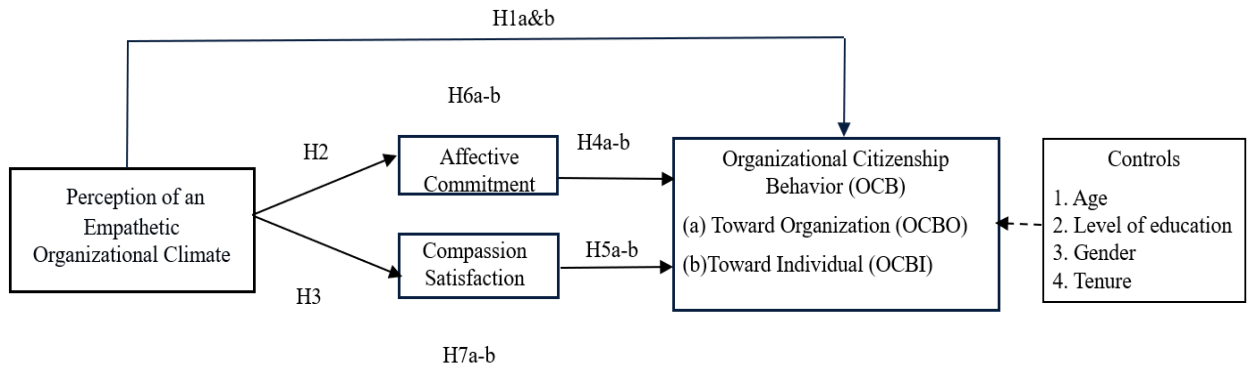 H1a&b
H6a-b
H2
H4a-b
Affective
Commitment
Perception of an
Empathetic
Organizational Climate
Compassion
Satisfaction
H5a-b
H3
H7a-b
Organizational Citizenship
Behavior (OCB)
(a) Toward Organization (OCBO)
(b)Toward Individual (OCBI)
Controls
1. Age
2. Level of education
3. Gender
4. Tenure